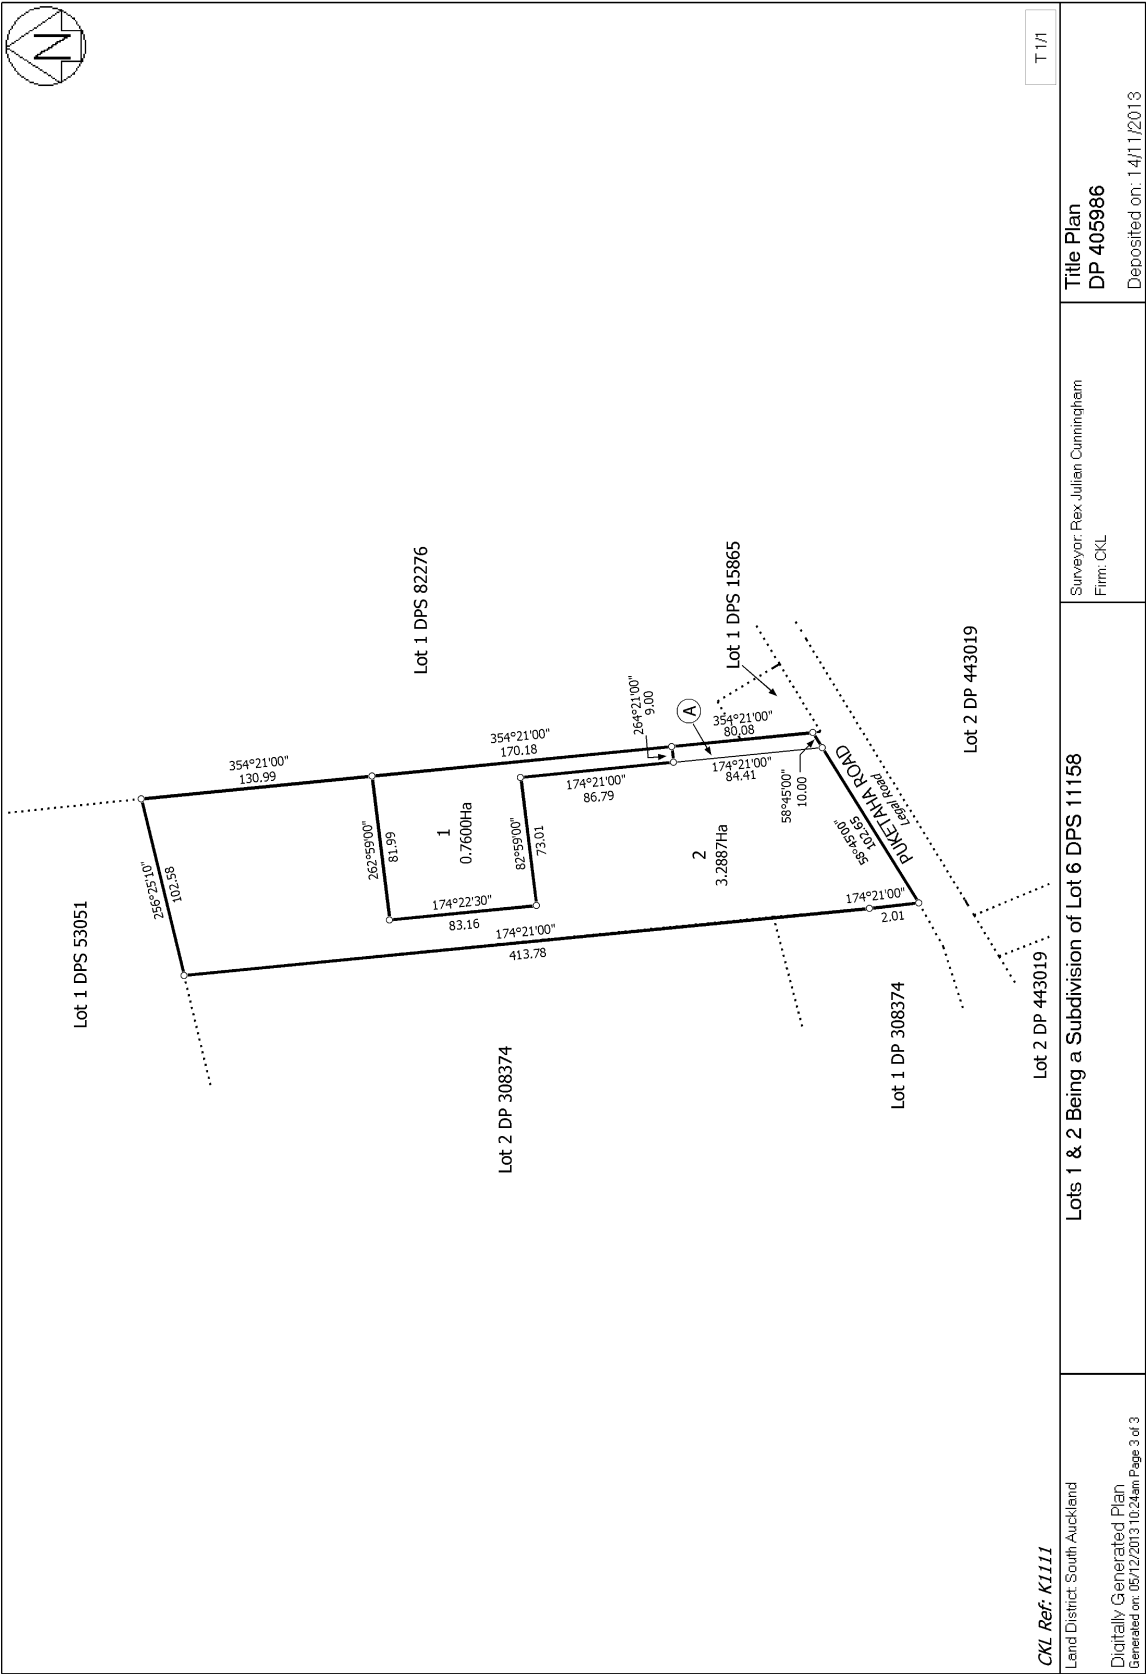 N
T 1/1
Lot 1 DPS 53051
256°25'10"
102.58
354°21'00"
130.99
Lot 1 DPS 82276
262°59'00"
81.99
1
0.7600Ha
354°21'00"
170.18
174°22'30"
83.16
82°59'00"
73.01
174°21'00"
86.79
174°21'00"
413.78
Lot 2 DP 308374
264°21'00"
9.00
A
354°21'00"
80.08
Lot 1 DPS 15865
174°21'00"
84.41
2
3.2887Ha
58°45'00"
10.00
58°45'00"
102.65
PUKETAHA ROAD
Legal Road
174°21'00"
2.01
Lot 1 DP 308374
Lot 2 DP 443019
Lot 2 DP 443019
CKL Ref: K1111
Land District: South Auckland
Digitally Generated Plan
Generated on: 05/12/2013 10:24am Page 3 of 3
Lots 1 & 2 Being a Subdivision of Lot 6 DPS 11158
Surveyor: Rex Julian Cunningham
Firm: CKL
Title Plan
DP 405986
Deposited on: 14/11/2013